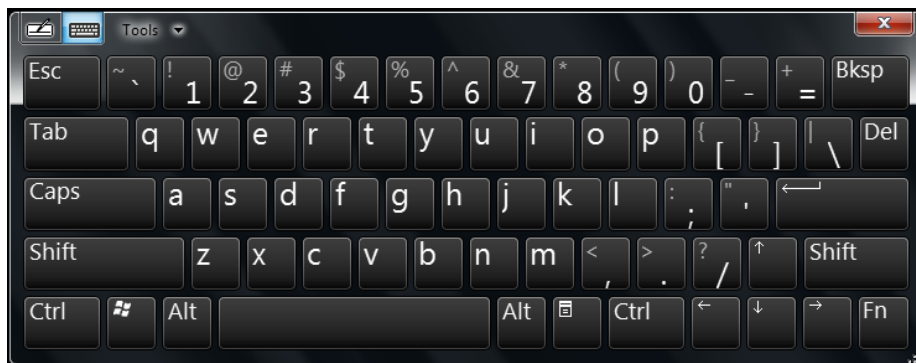 Tools
Esc ~ ` ! 1 @ 2 # 3 $ 4 % 5 ^ 6 & 7 * 8 ( 9 ) 0 _ - + = Bksp
Tab q w e r t y u i o p { [ } ] | \ Del
Caps a s d f g h j k l : ; " '
Shift z x c v b n m < , > . ? / ↑ Shift
Ctrl Alt Alt Ctrl ← ↓ → Fn